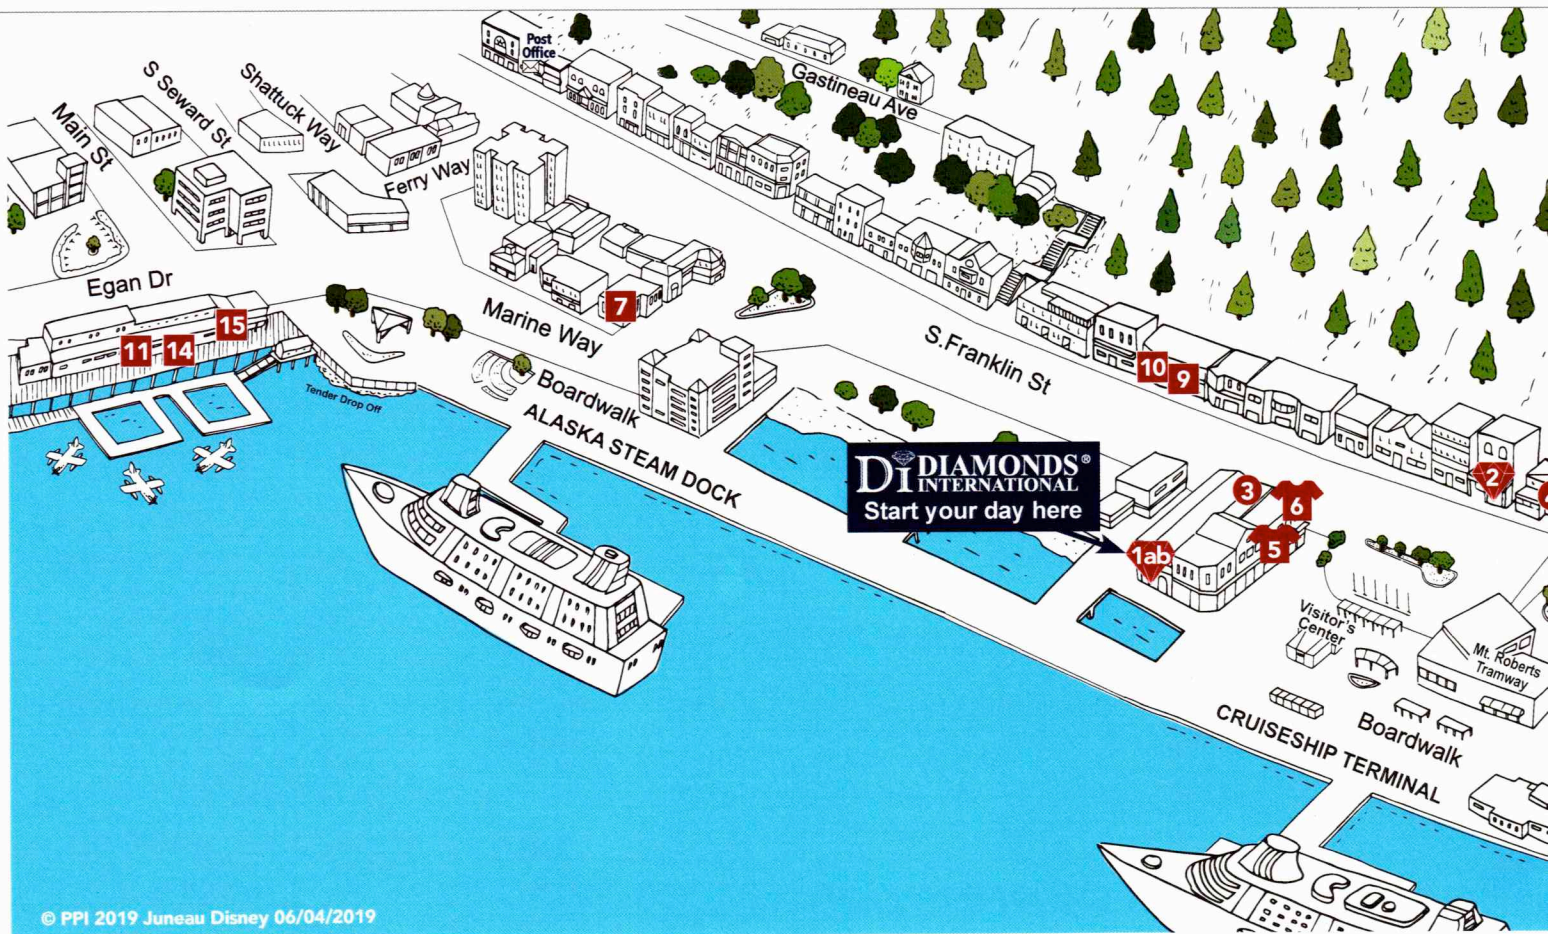 Post
Office
Gastineau Ave
S Seward St
Shattuck Way
Main St
Ferry Way
Egan Dr
7
15
11
14
Marine Way
Tender Drop Off
Boardwalk
ALASKA STEAM DOCK
S.Franklin St
10
9
Di DIAMONDS®
INTERNATIONAL
Start your day here
1ab
3
6
5
2
Visitor's
Center
Mt. Roberts
Tramway
Boardwalk
CRUISESHIP TERMINAL
© PPI 2019 Juneau Disney 06/04/2019